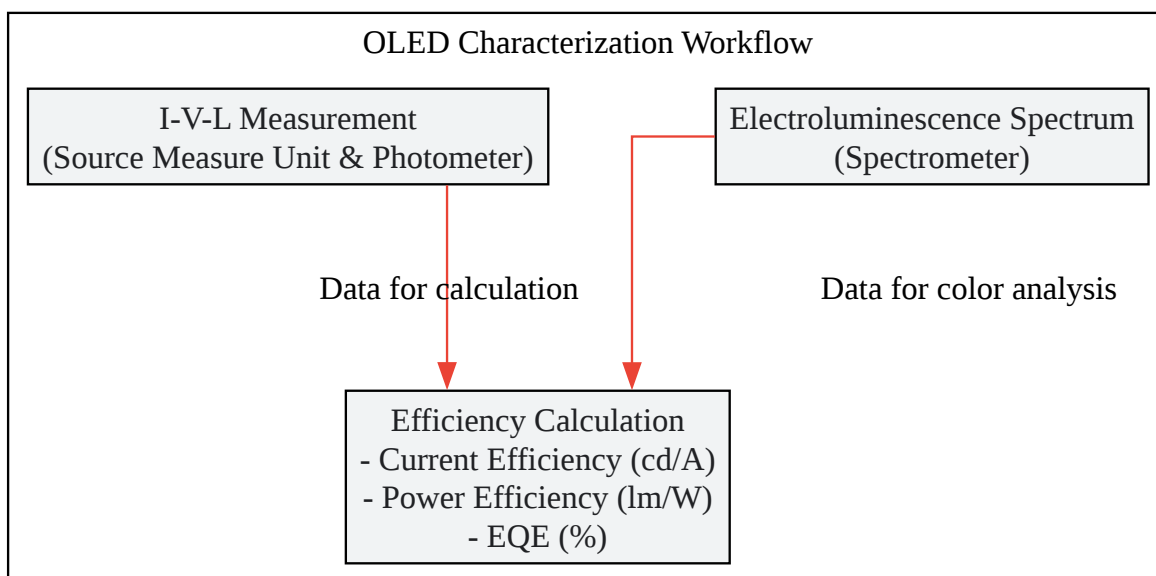 OLED Characterization Workflow
I-V-L Measurement
(Source Measure Unit & Photometer)
Electroluminescence Spectrum
(Spectrometer)
Data for calculation
Data for color analysis
Efficiency Calculation
- Current Efficiency (cd/A)
- Power Efficiency (lm/W)
- EQE (%)